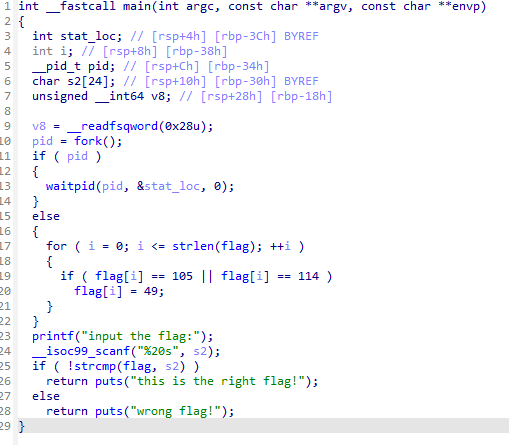 1 int __fastcall main(int argc, const char **argv, const char **envp)
2 {
3 int stat_loc; // [rsp+4h] [rbp-3Ch] BYREF
4 int i; // [rsp+8h] [rbp-38h]
5 __pid_t pid; // [rsp+Ch] [rbp-34h]
6 char s2[24]; // [rsp+10h] [rbp-30h] BYREF
7 unsigned __int64 v8; // [rsp+28h] [rbp-18h]
8
9 v8 = __readfsqword(0x28u);
10 pid = fork();
11 if ( pid )
12 {
13 waitpid(pid, &stat_loc, 0);
14 }
15 else
16 {
17 for ( i = 0; i <= strlen(flag); ++i )
18 {
19 if ( flag[i] == 105 || flag[i] == 114 )
20 flag[i] = 49;
21 }
22 }
23 printf("input the flag:");
24 __isoc99_scanf("%20s", s2);
25 if ( !strcmp(flag, s2) )
26 return puts("this is the right flag!");
27 else
28 return puts("wrong flag!");
29 }